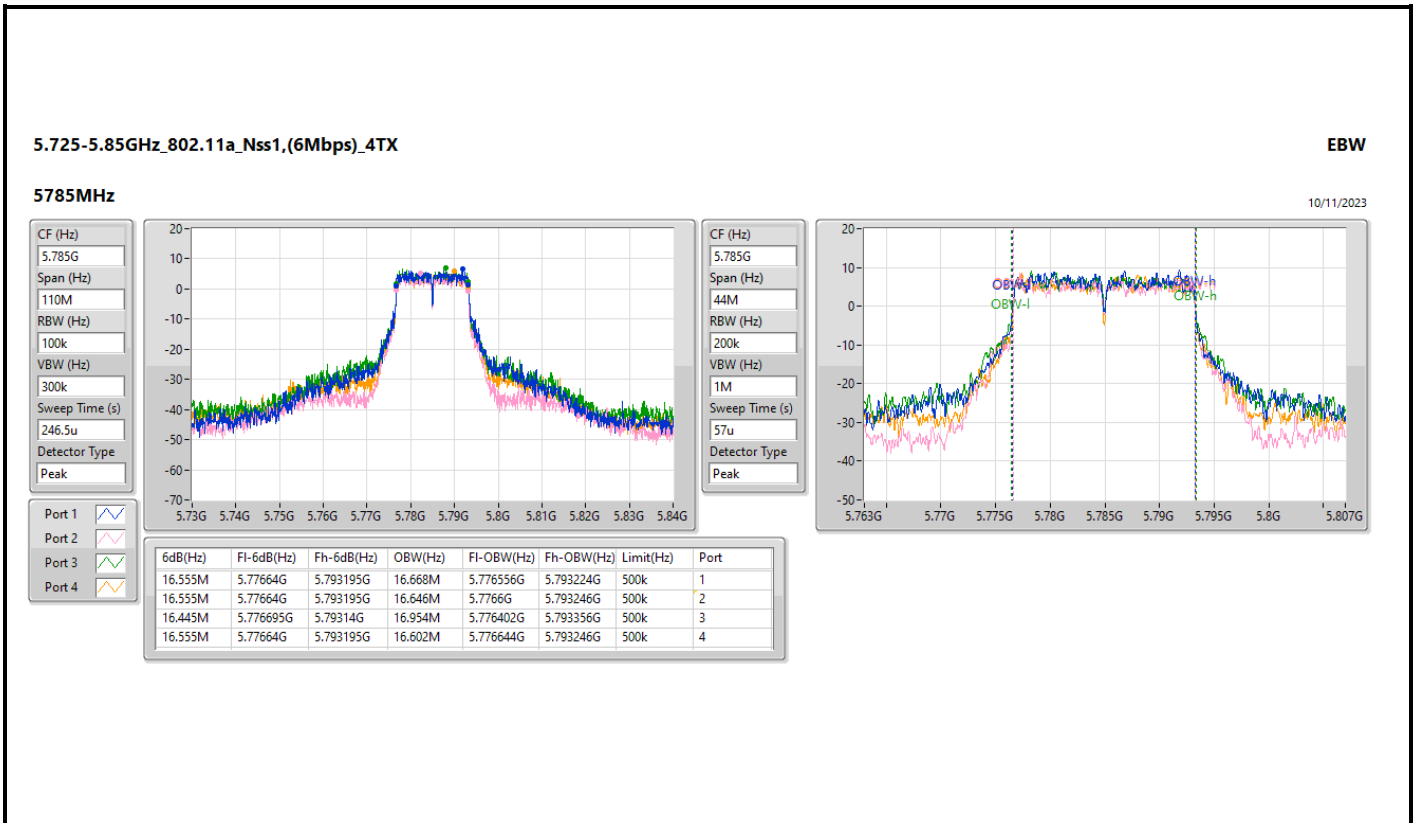 5.725-5.85GHz_802.11a_Nss1,(6Mbps)_4TX
EBW
5785MHz
10/11/2023
CF (Hz)
5.785G
Span (Hz)
110M
RBW (Hz)
100k
VBW (Hz)
300k
Sweep Time (s)
246.5u
Detector Type
Peak
20
10
0
-10
-20
-30
-40
-50
-60
-70
5.73G 5.74G 5.75G 5.76G 5.77G 5.78G 5.79G 5.8G 5.81G 5.82G 5.83G 5.84G
CF (Hz)
5.785G
Span (Hz)
44M
RBW (Hz)
200k
VBW (Hz)
1M
Sweep Time (s)
57u
Detector Type
Peak
20
10
0
-10
-20
-30
-40
-50
OBW-h
OBW-l
OBW-h
5.763G 5.77G 5.775G 5.78G 5.785G 5.79G 5.795G 5.8G 5.807G
Port 1
Port 2
Port 3
Port 4
6dB(Hz) Fl-6dB(Hz) Fh-6dB(Hz) OBW(Hz) Fl-OBW(Hz) Fh-OBW(Hz) Limit(Hz) Port
16.555M 5.77664G 5.793195G 16.668M 5.776556G 5.793224G 500k 1
16.555M 5.77664G 5.793195G 16.646M 5.7766G 5.793246G 500k 2
16.445M 5.776695G 5.79314G 16.954M 5.776402G 5.793356G 500k 3
16.555M 5.77664G 5.793195G 16.602M 5.776644G 5.793246G 500k 4